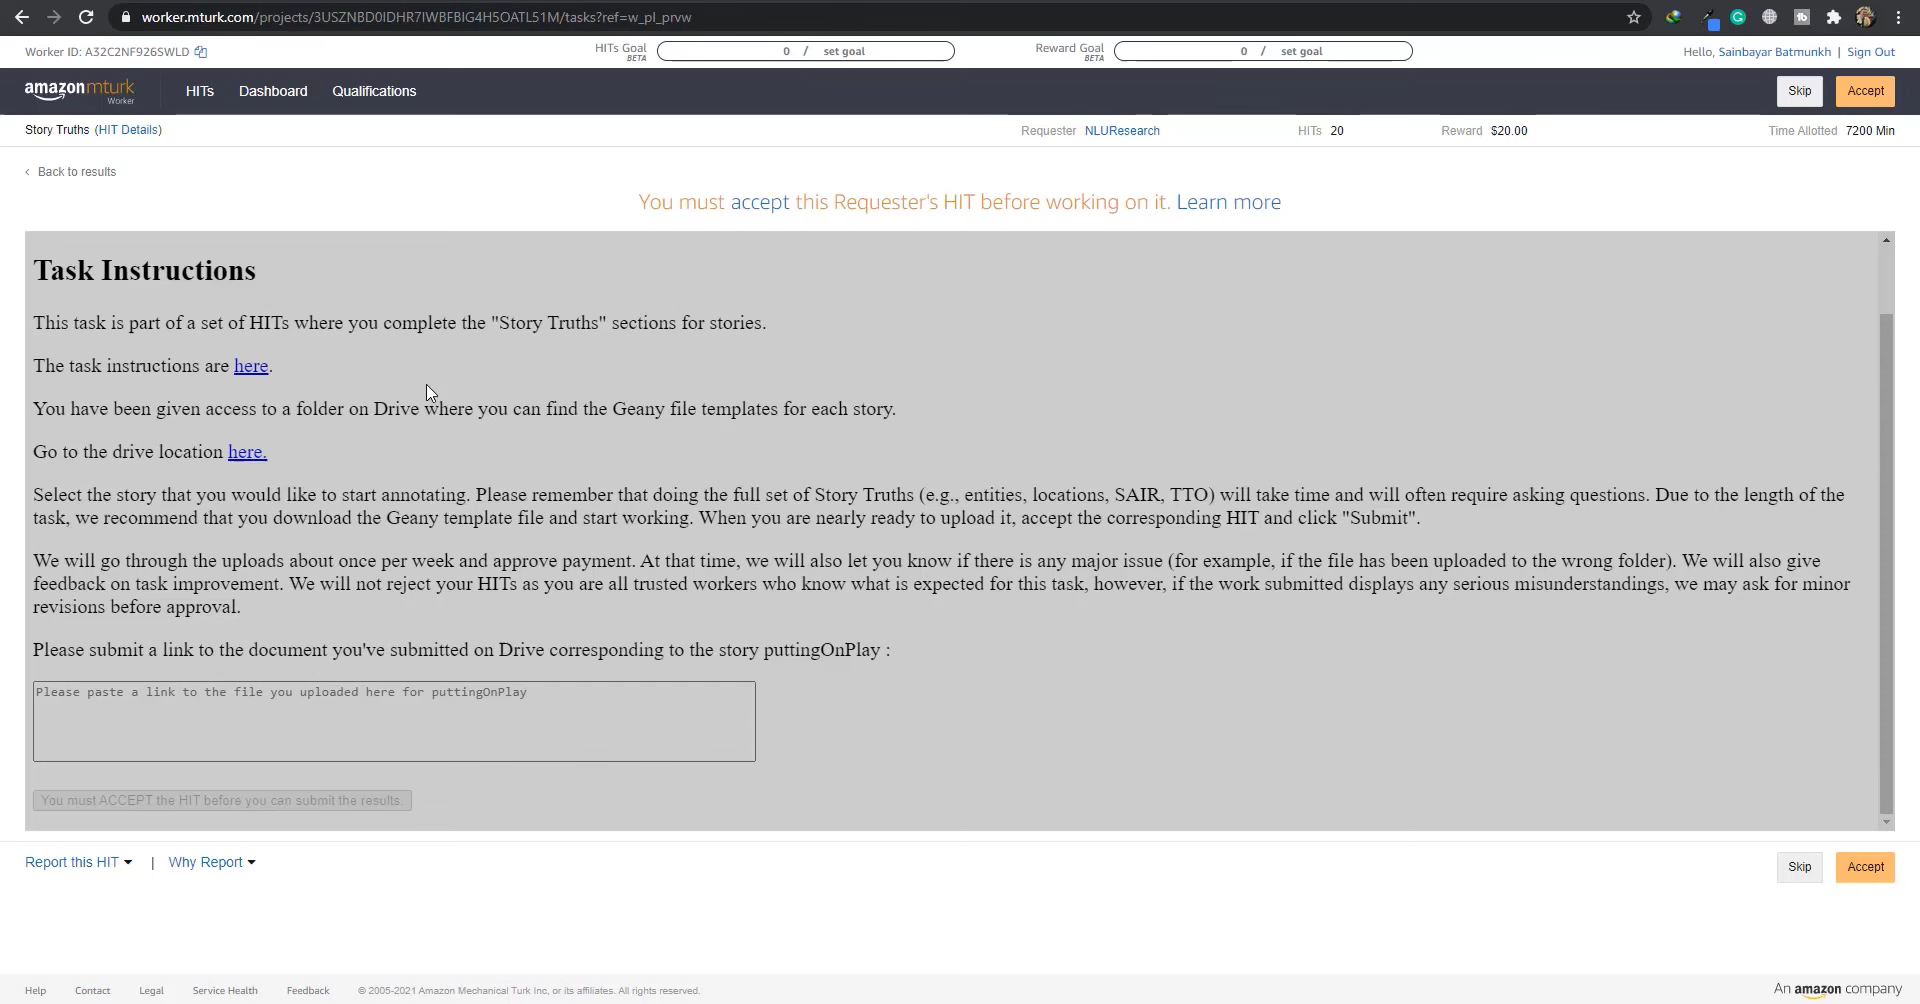 worker.mturk.com/projects/3USZNBD0IDHR7IWBFBIG4H5OATL51M/tasks?ref=w_pl_prvw
Worker ID: A32C2NF926SWLD
HITs Goal
BETA
0 / set goal
Reward Goal
BETA
0 / set goal
Hello, Sainbayar Batmunkh | Sign Out
amazonmturk
Worker
HITs Dashboard Qualifications
Skip Accept
Story Truths (HIT Details)
Requester NLUResearch HITs 20 Reward $20.00 Time Allotted 7200 Min
‹ Back to results
You must accept this Requester's HIT before working on it. Learn more
Task Instructions
This task is part of a set of HITs where you complete the "Story Truths" sections for stories.
The task instructions are here.
You have been given access to a folder on Drive where you can find the Geany file templates for each story.
Go to the drive location here.
Select the story that you would like to start annotating. Please remember that doing the full set of Story Truths (e.g., entities, locations, SAIR, TTO) will take time and will often require asking questions. Due to the length of the
task, we recommend that you download the Geany template file and start working. When you are nearly ready to upload it, accept the corresponding HIT and click "Submit".
We will go through the uploads about once per week and approve payment. At that time, we will also let you know if there is any major issue (for example, if the file has been uploaded to the wrong folder). We will also give
feedback on task improvement. We will not reject your HITs as you are all trusted workers who know what is expected for this task, however, if the work submitted displays any serious misunderstandings, we may ask for minor
revisions before approval.
Please submit a link to the document you've submitted on Drive corresponding to the story puttingOnPlay :
Please paste a link to the file you uploaded here for puttingOnPlay
You must ACCEPT the HIT before you can submit the results.
Report this HIT | Why Report
Skip Accept
Help Contact Legal Service Health Feedback © 2005-2021 Amazon Mechanical Turk Inc, or its affiliates. All rights reserved.
An amazon company